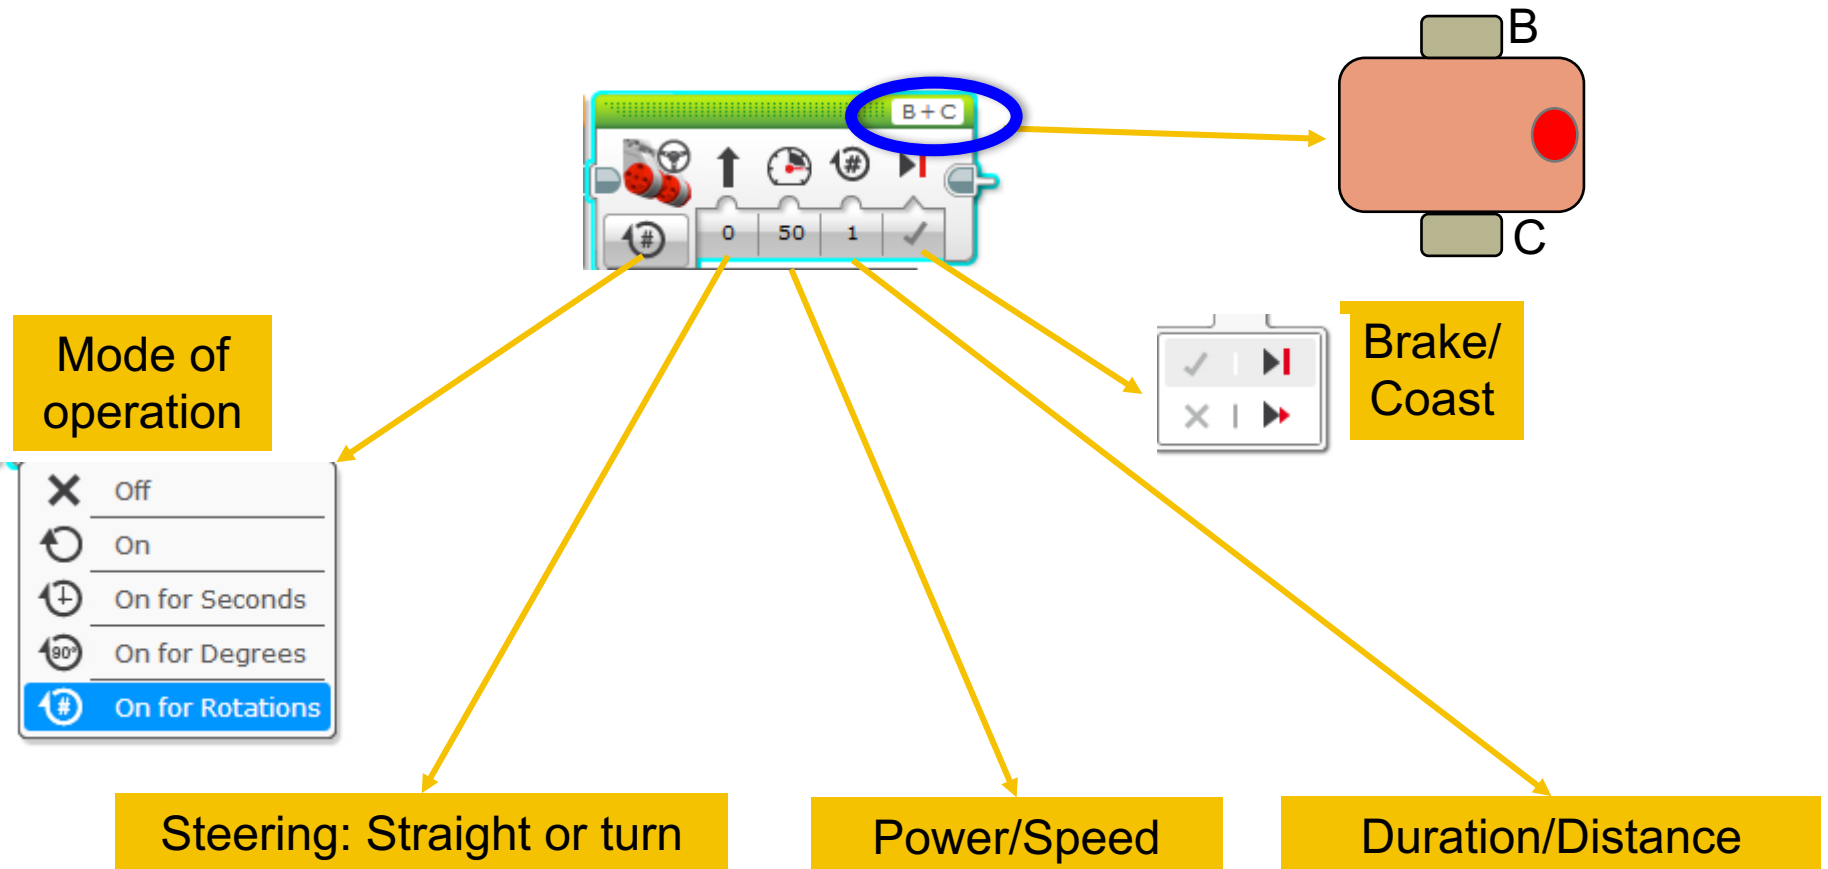 B
B + C
C
#
#
0
50
1
Mode of
operation
Brake/
Coast
Off
On
On for Seconds
90° On for Degrees
# On for Rotations
Steering: Straight or turn
Power/Speed
Duration/Distance